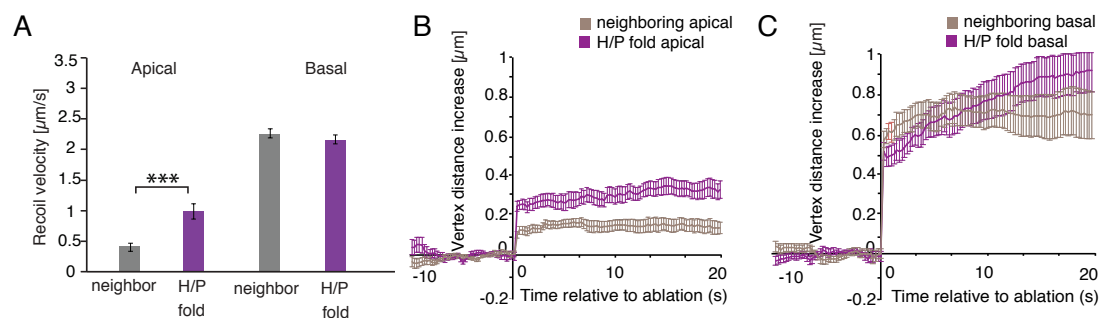 A
3.5
3
2.5
2
1.5
1
0.5
0
Recoil velocity [µm/s]
Apical
Basal
***
neighbor
H/P
fold
neighbor
H/P
fold
B
neighboring apical
H/P fold apical
Vertex distance increase [µm]
1
0.8
0.6
0.4
0.2
0
-0.2
-10
0
10
20
Time relative to ablation (s)
C
neighboring basal
H/P fold basal
Vertex distance increase [µm]
1
0.8
0.6
0.4
0.2
0
-0.2
-10
0
10
20
Time relative to ablation (s)